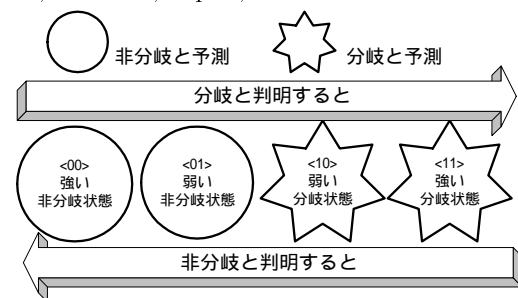 非分岐と予測
分岐と予測
分岐と判明すると
<00>
強い
非分岐状態
<01>
弱い
非分岐状態
<10>
弱い
分岐状態
<11>
強い
分岐状態
非分岐と判明すると